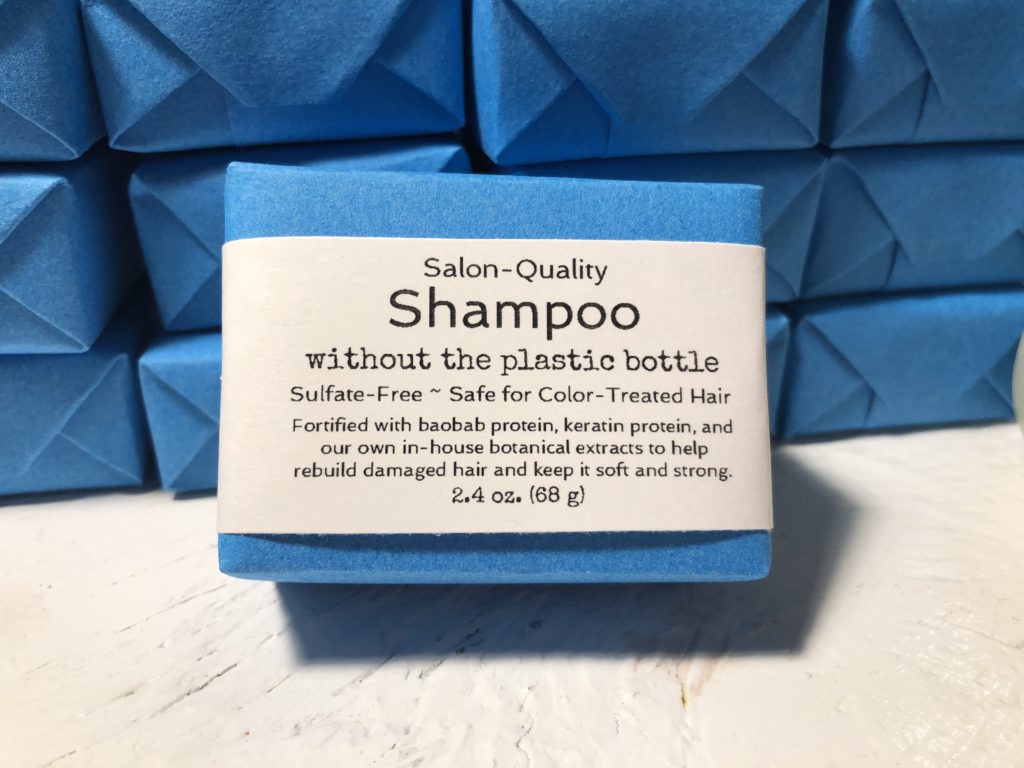 Salon-Quality
Shampoo
without the plastic bottle
Sulfate-Free ~ Safe for Color-Treated Hair
Fortified with baobab protein, keratin protein, and
our own in-house botanical extracts to help
rebuild damaged hair and keep it soft and strong.
2.4 oz. (68 g)